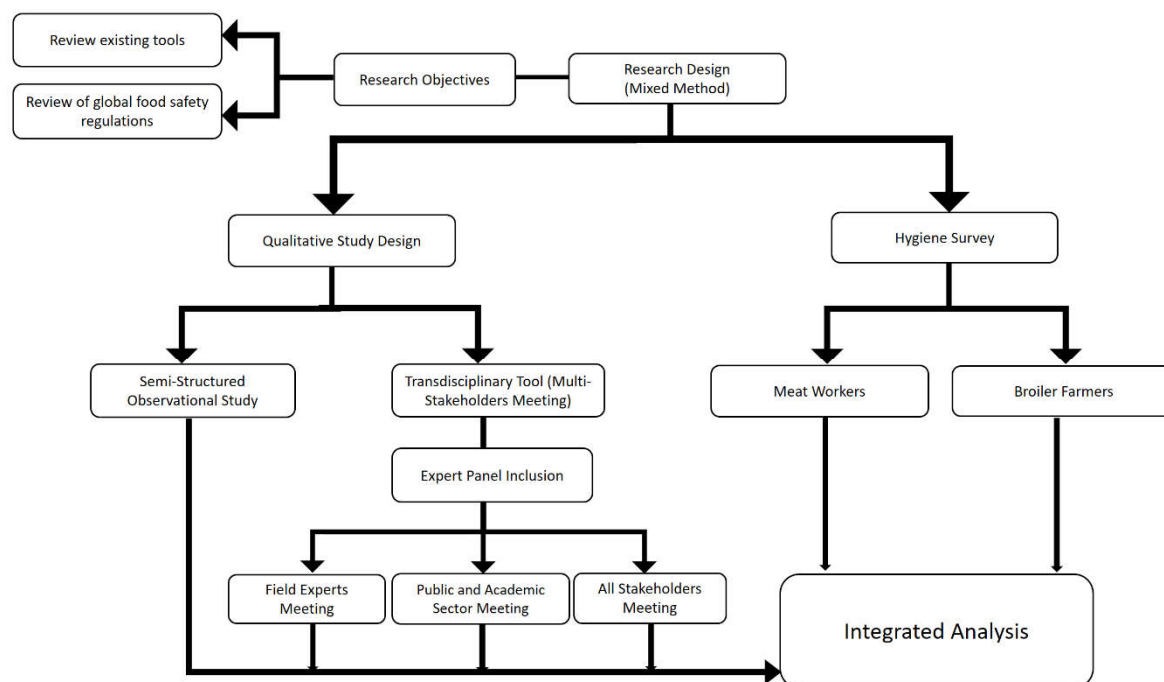 Review existing tools
Research Objectives
Research Design
(Mixed Method)
Review of global food safety
regulations
Qualitative Study Design
Hygiene Survey
Semi-Structured
Observational Study
Transdisciplinary Tool (Multi-
Stakeholders Meeting)
Meat Workers
Broiler Farmers
Expert Panel Inclusion
Field Experts
Meeting
Public and Academic
Sector Meeting
All Stakeholders
Meeting
Integrated Analysis